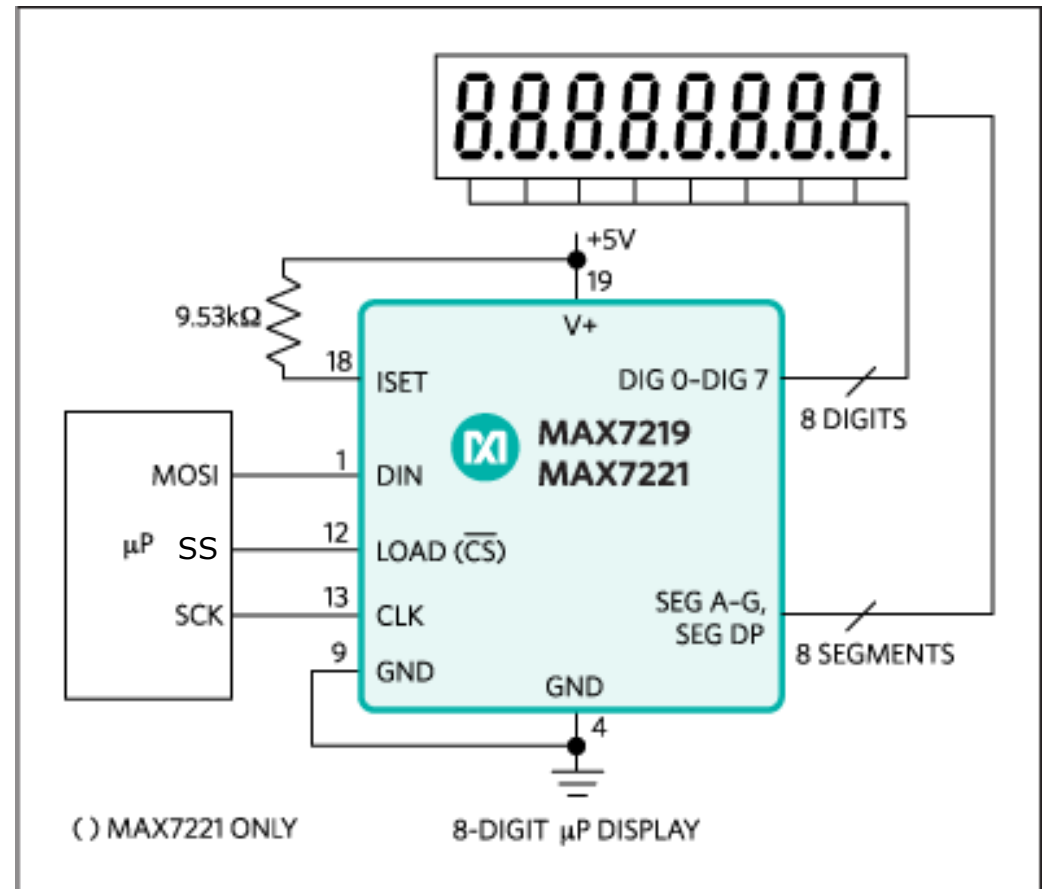 8.8.8.8.8.8.8.8.
+5V
19
V+
9.53kΩ
18
ISET
DIG 0–DIG 7
8 DIGITS
MAX7219
MAX7221
MOSI
1
DIN
μP SS
12
LOAD (C̅S̅)
SCK
13
CLK
SEG A–G,
SEG DP
8 SEGMENTS
9
GND
GND
4
( ) MAX7221 ONLY
8-DIGIT μP DISPLAY